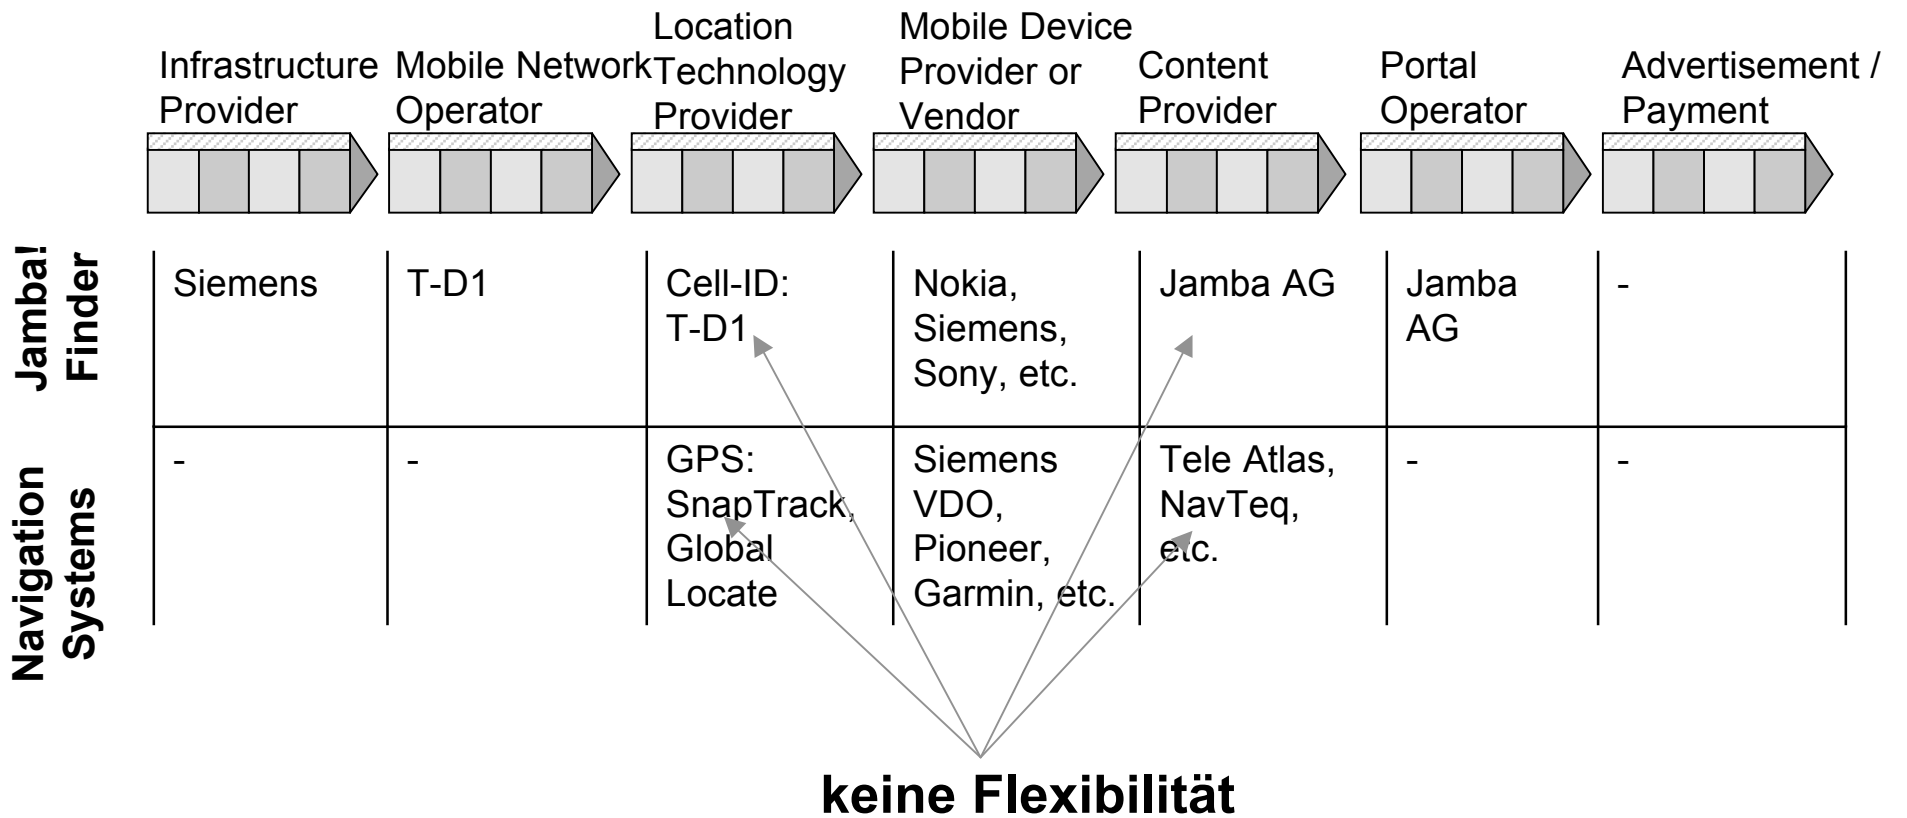 Infrastructure
Provider
Mobile Network
Operator
Location
Technology
Provider
Mobile Device
Provider or
Vendor
Content
Provider
Portal
Operator
Advertisement /
Payment
Jamba!
Finder
Siemens
T-D1
Cell-ID:
T-D1
Nokia,
Siemens,
Sony, etc.
Jamba AG
Jamba
AG
-
Navigation
Systems
-
-
GPS:
SnapTrack,
Global
Locate
Siemens
VDO,
Pioneer,
Garmin, etc.
Tele Atlas,
NavTeq,
etc.
-
-
keine Flexibilität